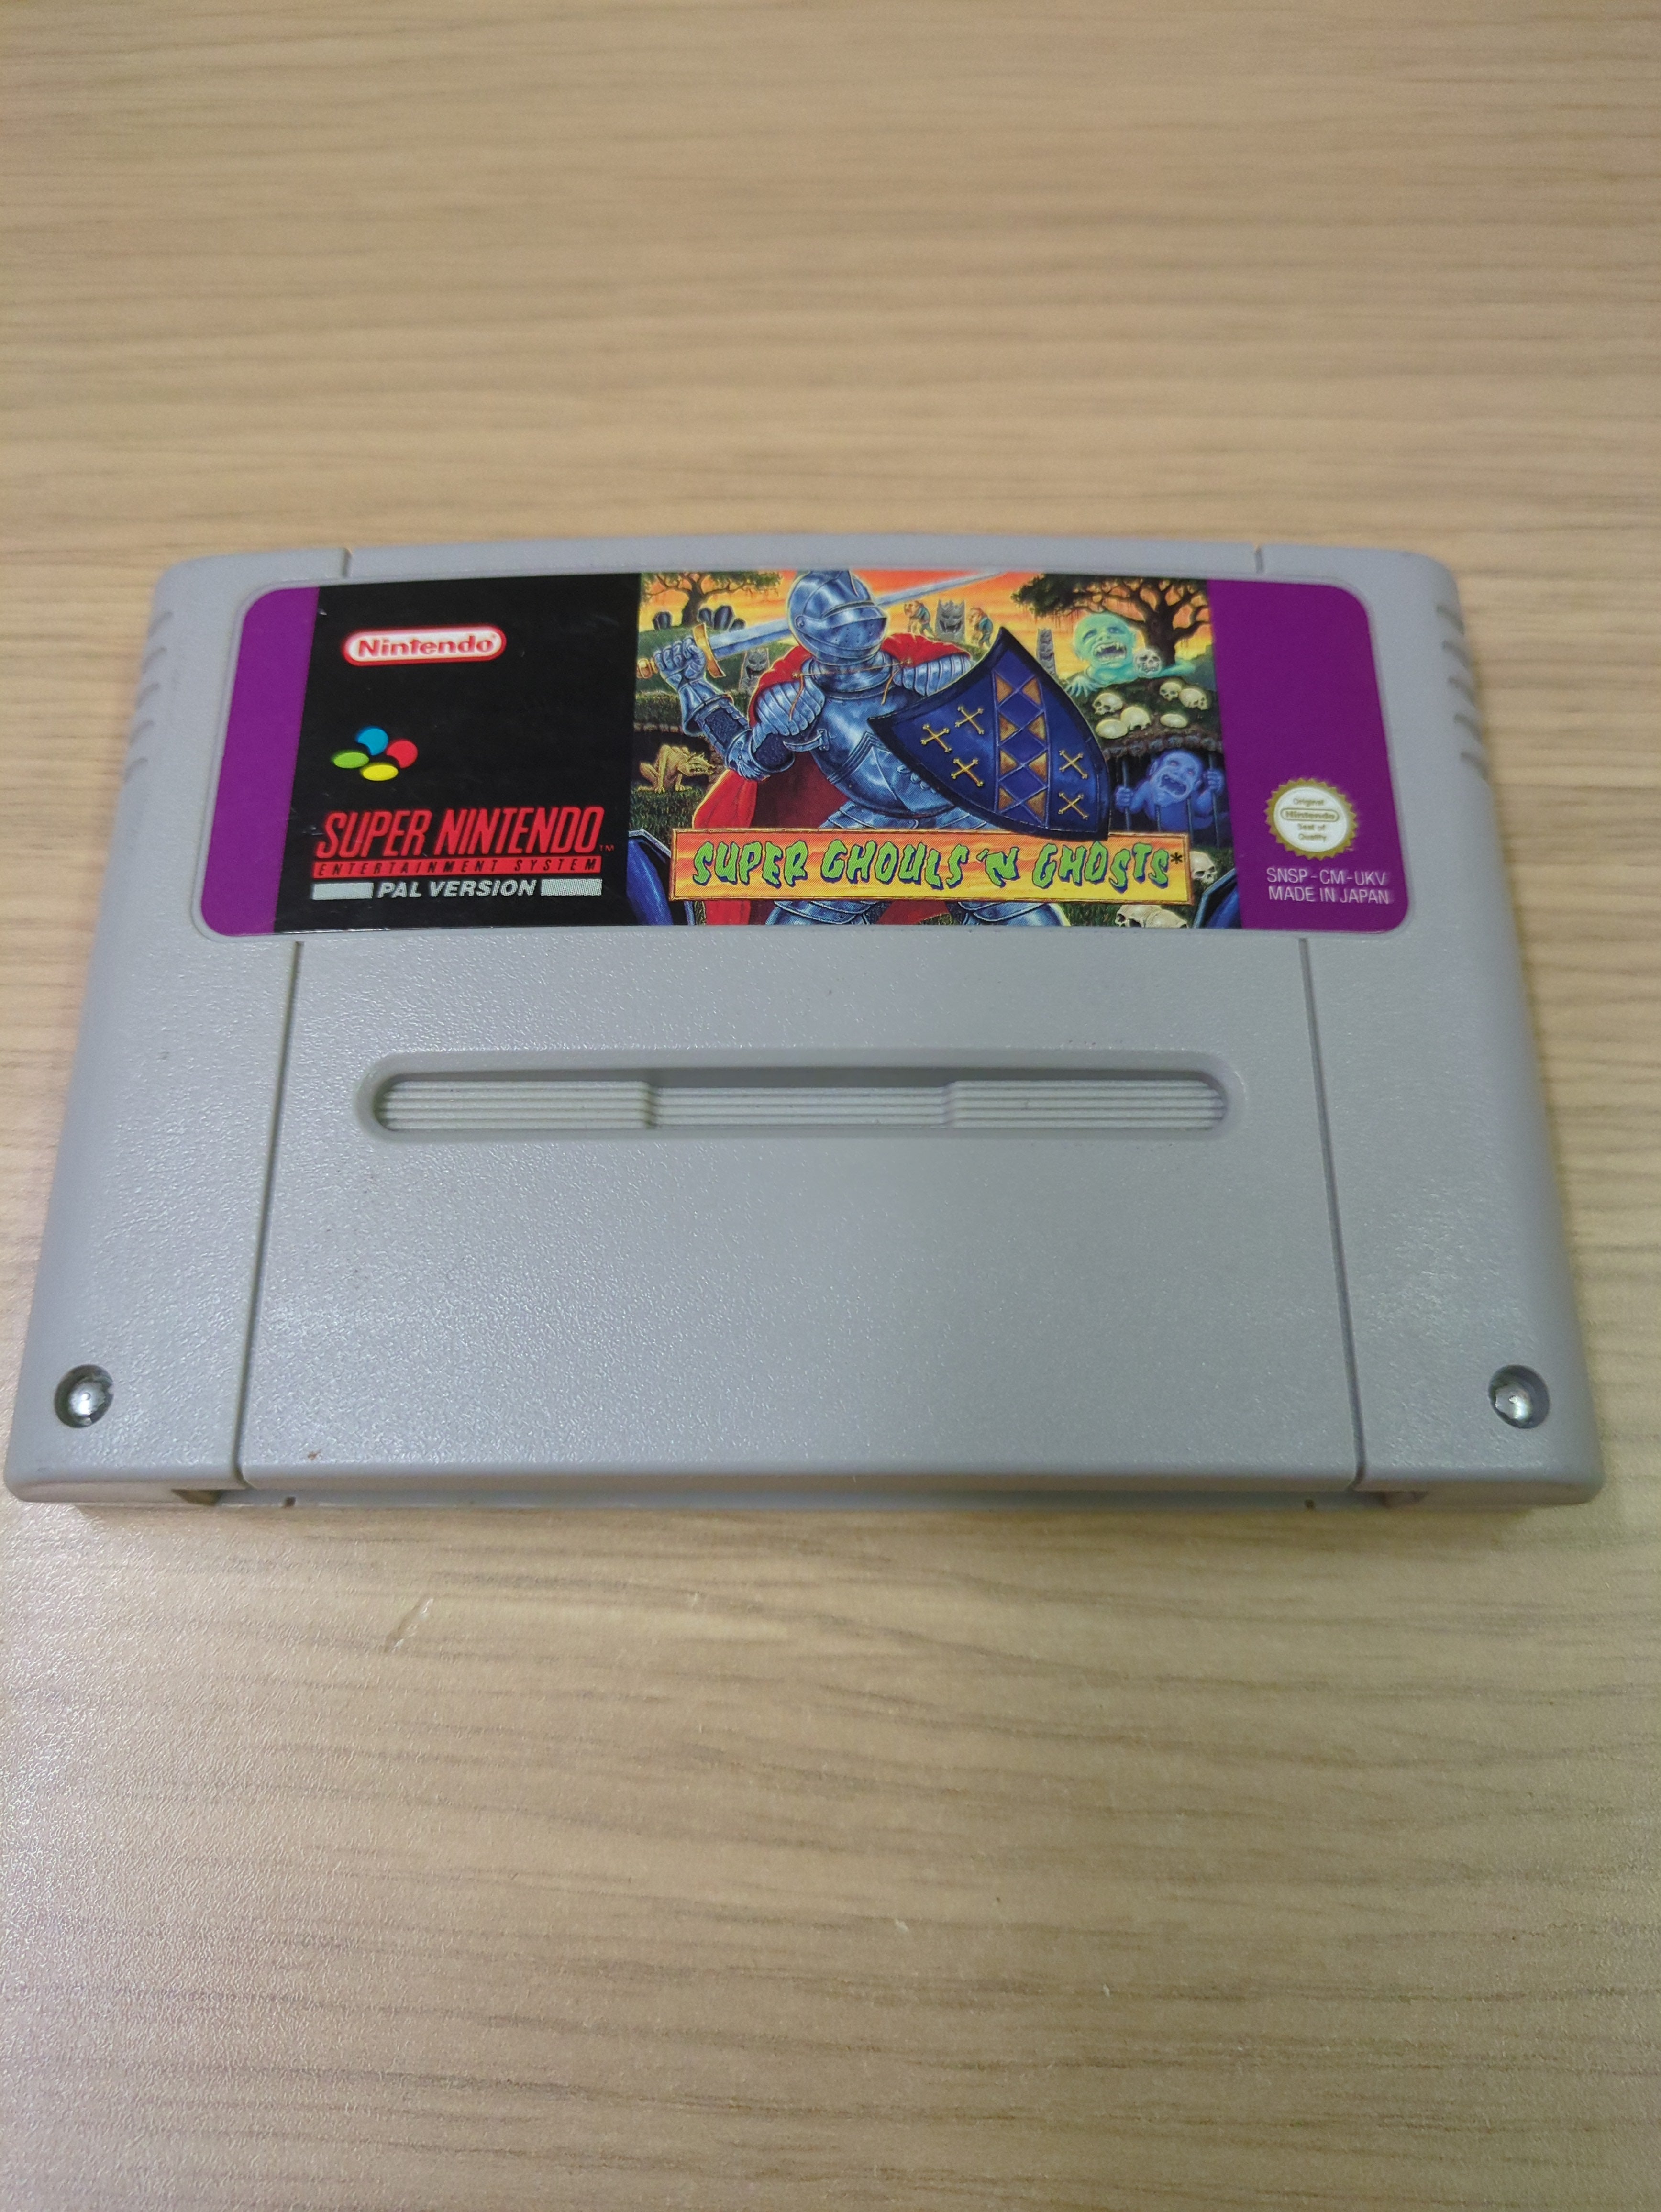 Nintendo®
SUPER NINTENDO™
ENTERTAINMENT SYSTEM
PAL VERSION
SUPER GHOULS 'N GHOSTS*
Original
Nintendo
Seal of
Quality
SNSP-CM-UKV
MADE IN JAPAN